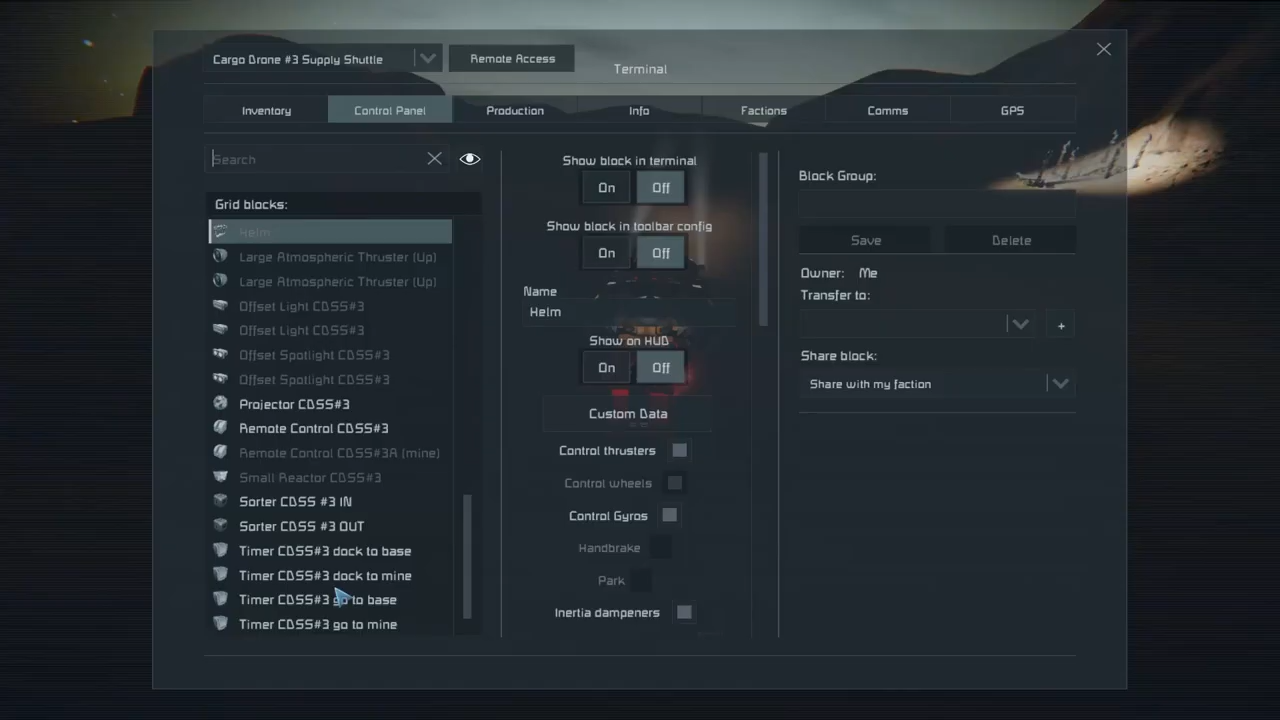 Cargo Drone #3 Supply Shuttle
Remote Access
Terminal
Inventory
Control Panel
Production
Info
Factions
Comms
GPS
Search
Grid blocks:
Helm
Large Atmospheric Thruster (Up)
Large Atmospheric Thruster (Up)
Offset Light CDSS#3
Offset Light CDSS#3
Offset Spotlight CDSS#3
Offset Spotlight CDSS#3
Projector CDSS#3
Remote Control CDSS#3
Remote Control CDSS#3A (mine)
Small Reactor CDSS#3
Sorter CDSS #3 IN
Sorter CDSS #3 OUT
Timer CDSS#3 dock to base
Timer CDSS#3 dock to mine
Timer CDSS#3 go to base
Timer CDSS#3 go to mine
Show block in terminal
On Off
Show block in toolbar config
On Off
Name
Helm
Show on HUD
On Off
Custom Data
Control thrusters
Control wheels
Control Gyros
Handbrake
Park
Inertia dampeners
Block Group:
Save Delete
Owner: Me
Transfer to:
+
Share block:
Share with my faction